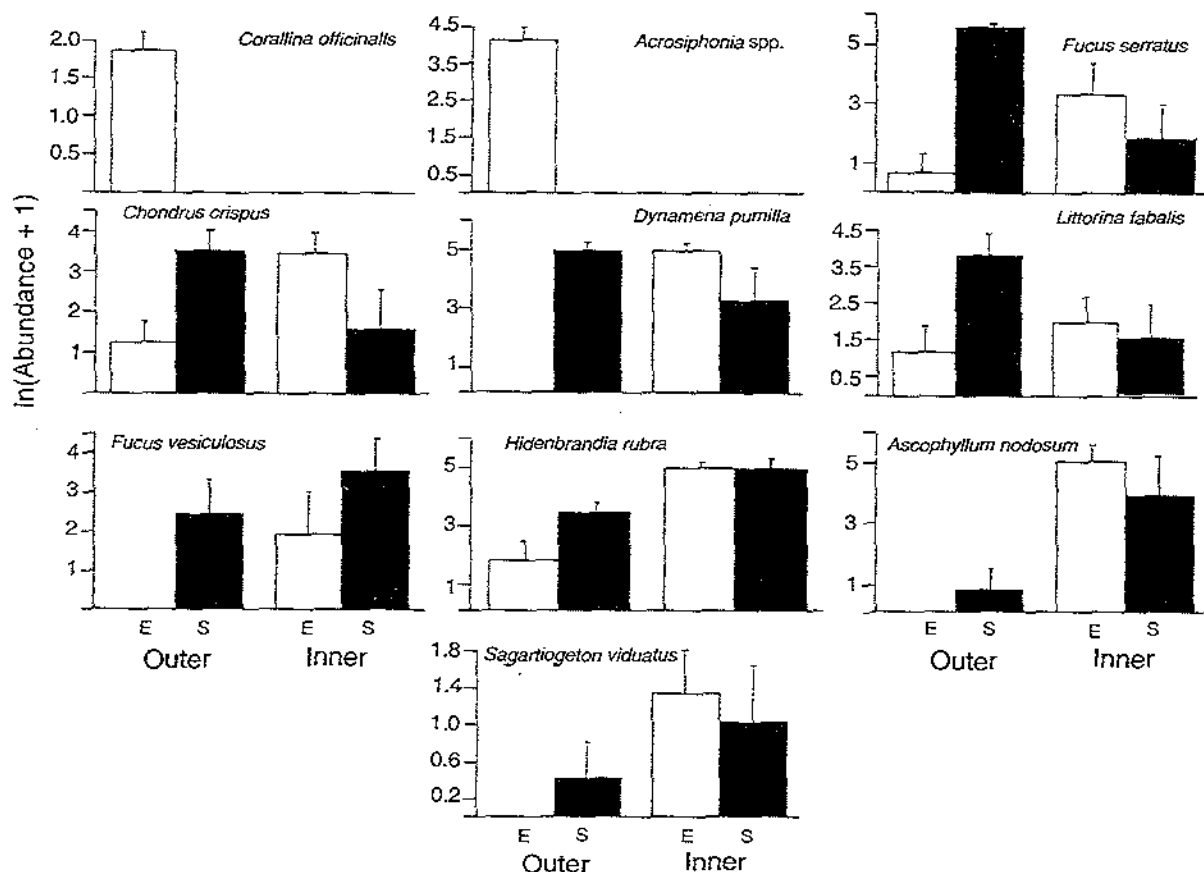 Corallina officinalls
2.0
1.5
1.0
0.5
Acrosiphonia spp.
4.5
3.5
2.5
1.5
0.5
Fucus serratus
5
3
1
ln(Abundance + 1)
Chondrus crispus
4
3
2
1
Dynamena pumilla
5
3
1
Littorina fabalis
4.5
3.5
2.5
1.5
0.5
Fucus vesiculosus
4
3
2
1
E S E S
Outer Inner
Hidenbrandia rubra
5
3
1
Ascophyllum nodosum
5
3
1
E S E S
Outer Inner
Sagartiogeton viduatus
1.8
1.4
1.0
0.6
0.2
E S E S
Outer Inner